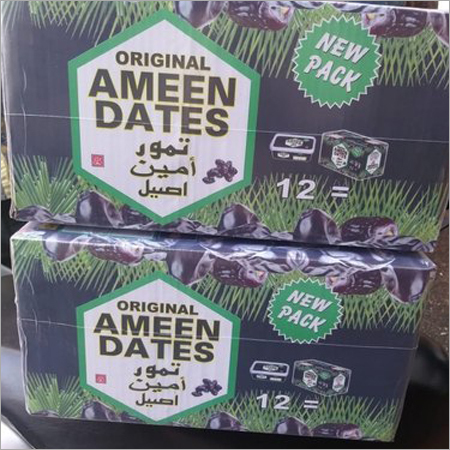 ORIGINAL
AMEEN
DATES
تمور
أمين
اصيل
NEW
PACK
12 =
ORIGINAL
AMEEN
DATES
تمور
أمين
اصيل
NEW
PACK
12 =